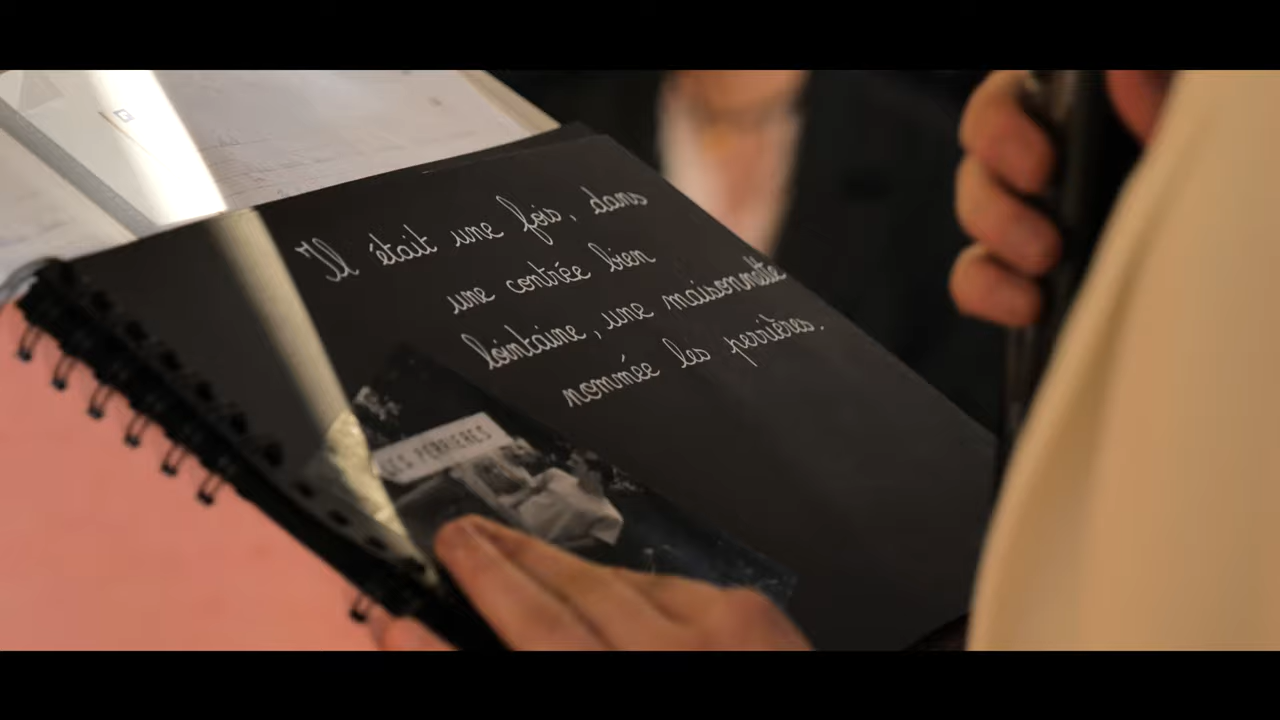 Il était une fois, dans
une contrée bien
lointaine, une maisonnette
nommée les perrières.
LES PERRIERES